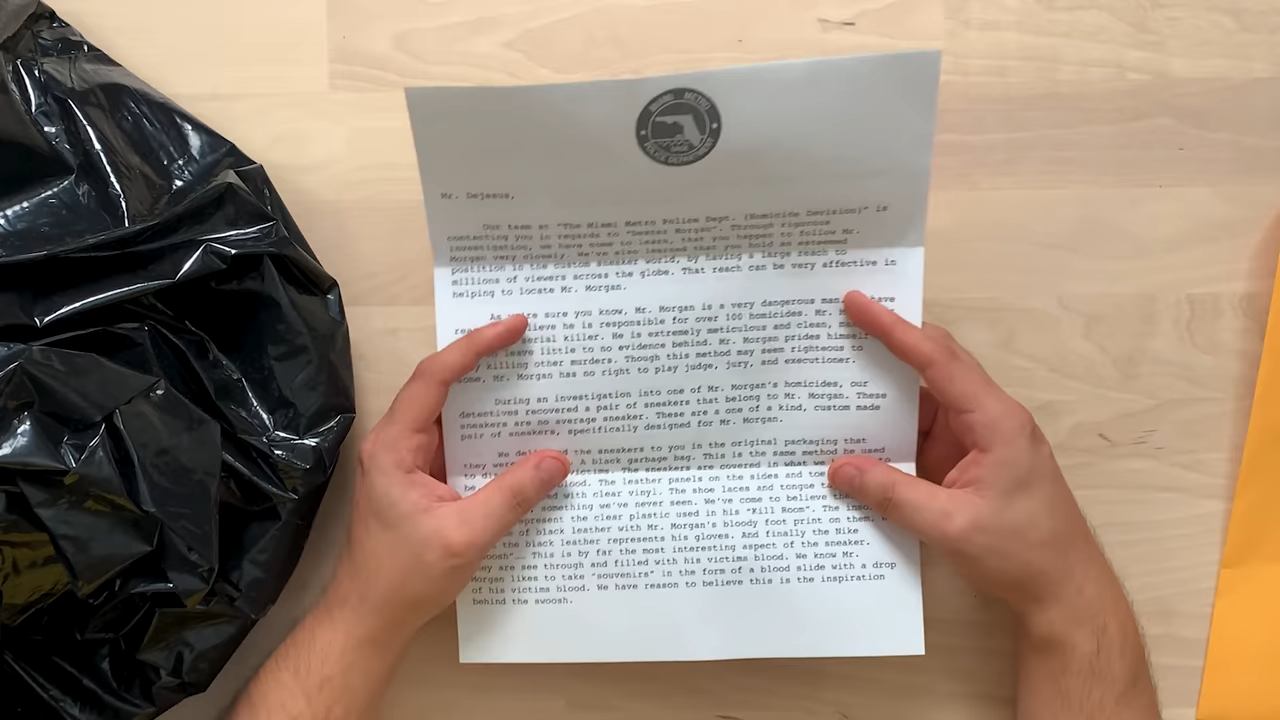 MIAMI METRO
POLICE DEPARTMENT
Mr. Dejesus,
Our team at "The Miami Metro Police Dept. (Homicide Devision)" is
contacting you in regards to "Dexter Morgan". Through rigorous
investigation, we have come to learn, that you happen to follow Mr.
Morgan very closely. We've also learned that you hold an esteemed
postition in the custom sneaker world, by having a large reach to
millions of viewers across the globe. That reach can be very affective in
helping to locate Mr. Morgan.
As sure you know, Mr. Morgan is a very dangerous man. have
he is responsible for over 100 homicides. Mr.
serial killer. He is extremely meticulous and clean,
leave little to no evidence behind. Mr. Morgan prides himself
killing other murders. Though this method may seem righteous to
some, Mr. Morgan has no right to play judge, jury, and executioner.
During an investigation into one of Mr. Morgan's homicides, our
detectives recovered a pair of sneakers that belong to Mr. Morgan. These
sneakers are no average sneaker. These are a one of a kind, custom made
pair of sneakers, specifically designed for Mr. Morgan.
We the sneakers to you in the original packaging that
they were A black garbage bag. This is the same method he used
to victims. The sneakers are covered in what we to
be blood. The leather panels on the sides and toe
with clear vinyl. The shoe laces and tongue
something we've never seen. We've come to believe
represent the clear plastic used in his "Kill Room". The
of black leather with Mr. Morgan's bloody foot print on them,
the black leather represents his gloves. And finally the Nike
This is by far the most interesting aspect of the sneaker.
They are see through and filled with his victims blood. We know Mr.
Morgan likes to take "souvenirs" in the form of a blood slide with a drop
of his victims blood. We have reason to believe this is the inspiration
behind the swoosh.